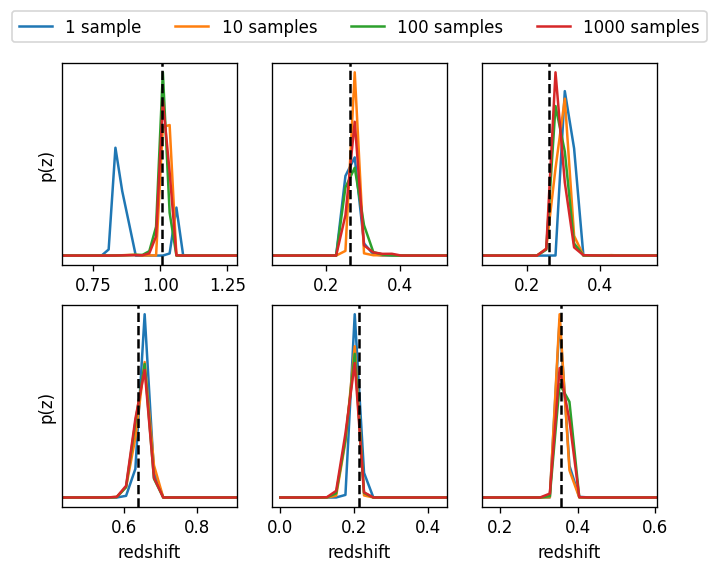 1 sample 10 samples 100 samples 1000 samples
p(z)
0.75 1.00 1.25
0.2 0.4
0.2 0.4
p(z)
0.6 0.8
0.0 0.2 0.4
0.2 0.4 0.6
redshift redshift redshift